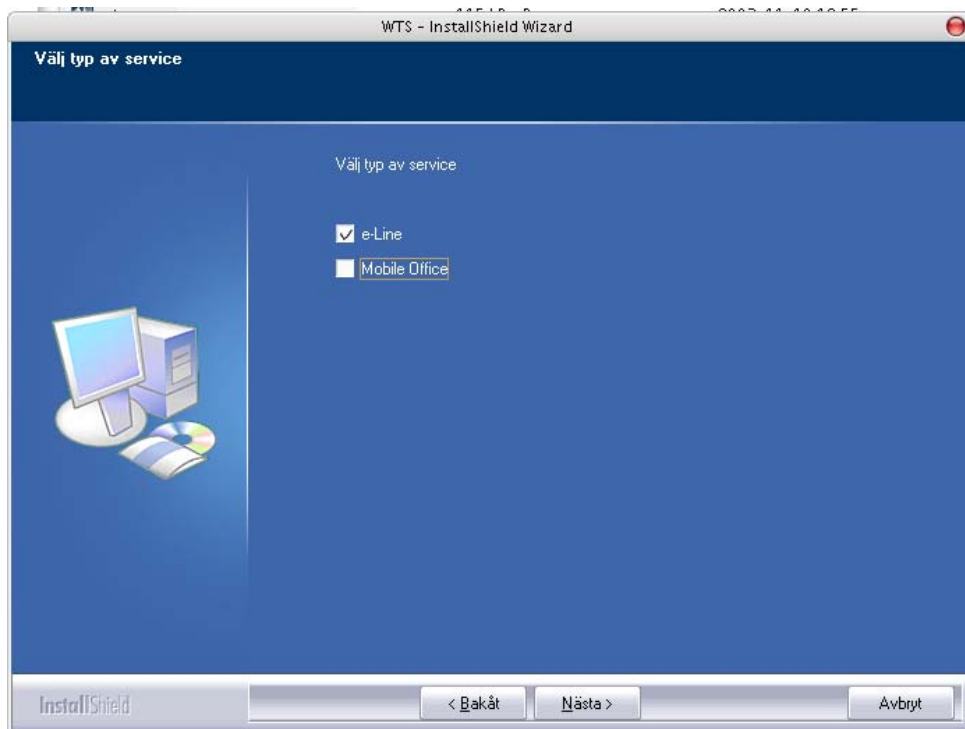 WTS - InstallShield Wizard
Välj typ av service
Välj typ av service
e-Line
Mobile Office
InstallShield
< Bakåt
Nästa >
Avbryt